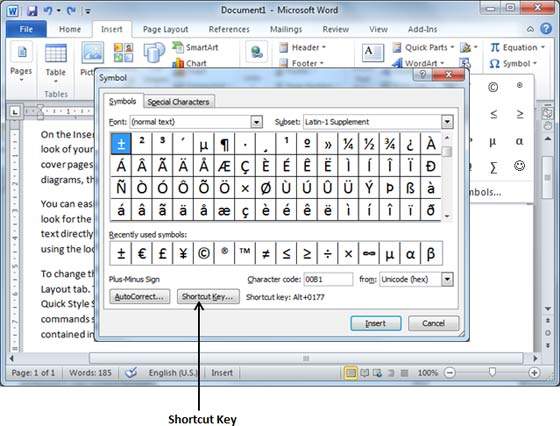 Document1 - Microsoft Word
File Home Insert Page Layout References Mailings Review View Add-Ins
Pages Table SmartArt Chart Header Footer Quick Parts WordArt Equation Symbol
Tables
Symbol
Symbols Special Characters
Font: (normal text) Subset: Latin-1 Supplement
± ² ³ ´ µ ¶ · ¸ ¹ º » ¼ ½ ¾ ¿ À
Á Â Ã Ä Å Æ Ç È É Ê Ë Ì Í Î Ï Ð
Ñ Ò Ó Ô Õ Ö × Ø Ù Ú Û Ü Ý Þ ß à
á â ã ä å æ ç è é ê ë ì í î ï ð
Recently used symbols:
± € £ ¥ © ® ™ ≠ ≤ ≥ ÷ × ∞ µ α β
Plus-Minus Sign Character code: 00B1 from: Unicode (hex)
AutoCorrect... Shortcut Key... Shortcut key: Alt+0177
Insert Cancel
© ®
≤ ≥
α β
Σ ☺
mbols...
On the Inser
look of your
cover pages
diagrams, th
You can easi
look for the
text directly
using the loo
To change th
Layout tab. T
Quick Style S
commands s
contained in
Page: 1 of 1 Words: 185 English (U.S.) Insert 100%
Shortcut Key